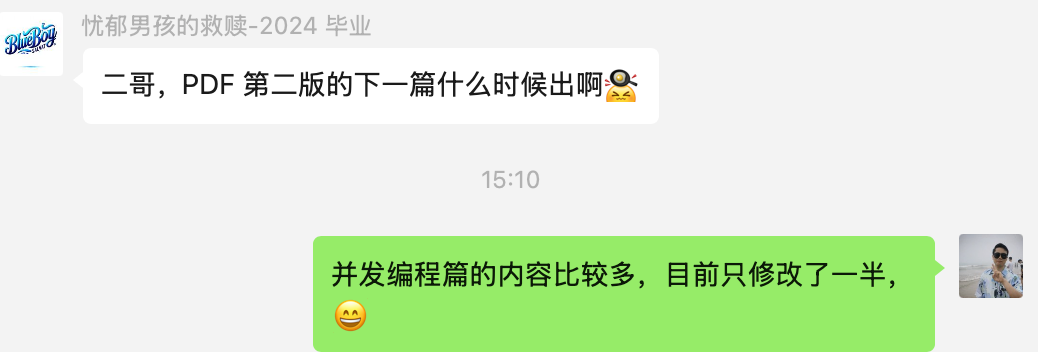 BlueBoy
忧郁男孩的救赎-2024 毕业
二哥，PDF 第二版的下一篇什么时候出啊
15:10
并发编程篇的内容比较多，目前只修改了一半，